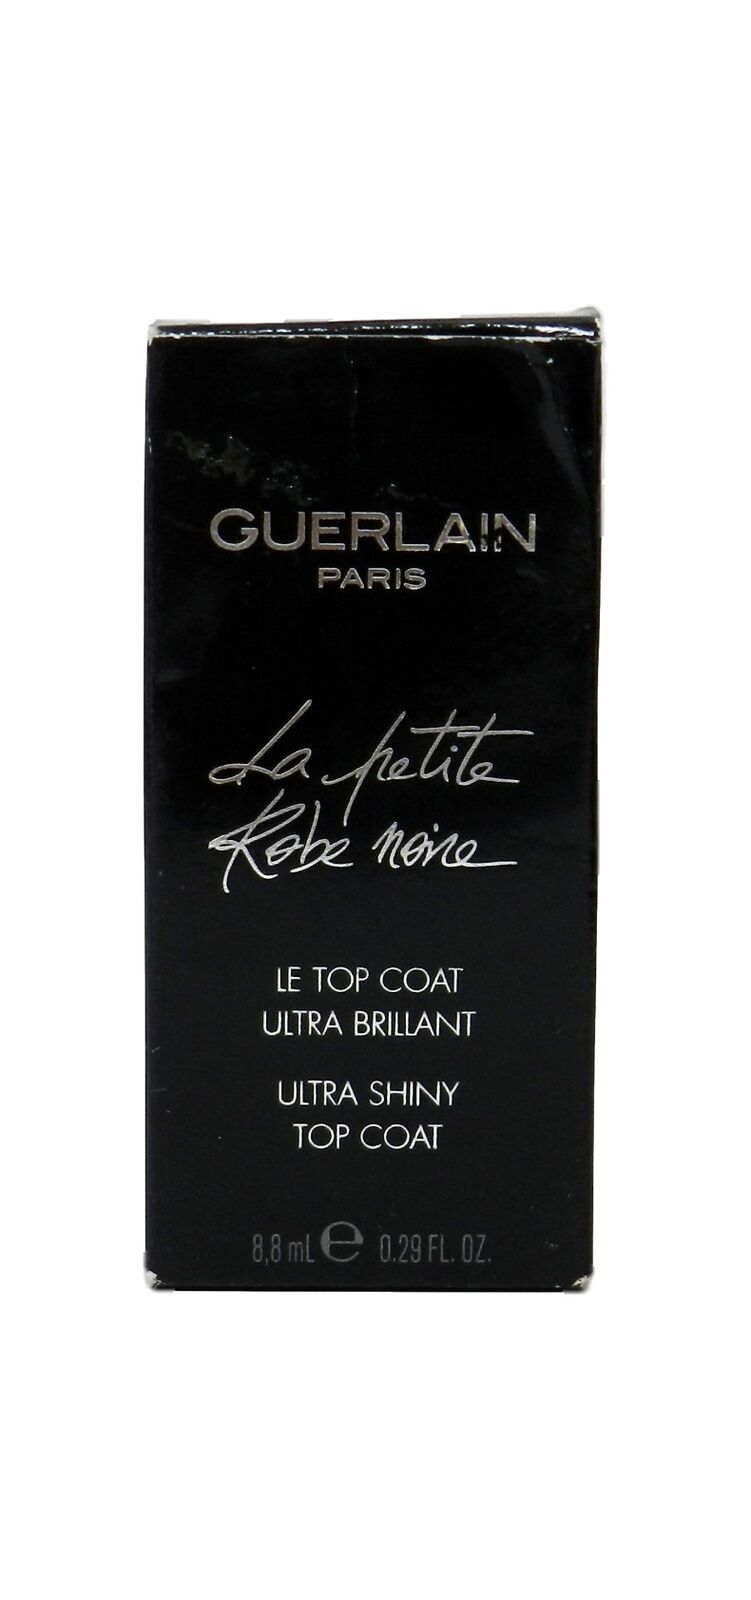 GUERLAIN
PARIS
La petite
Robe noire
LE TOP COAT
ULTRA BRILLANT
ULTRA SHINY
TOP COAT
8,8 mL ℮ 0.29 FL. OZ.